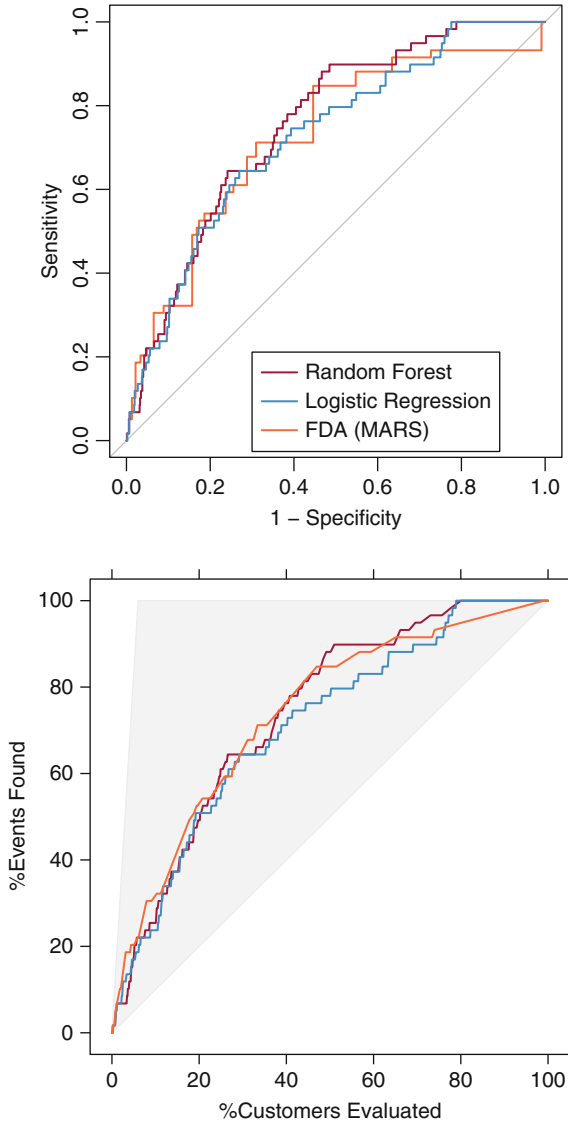 1.0
0.8
0.6
0.4
0.2
0.0
Sensitivity
Random Forest
Logistic Regression
FDA (MARS)
0.0 0.2 0.4 0.6 0.8 1.0
1 − Specificity
100
80
60
40
20
0
%Events Found
0 20 40 60 80 100
%Customers Evaluated